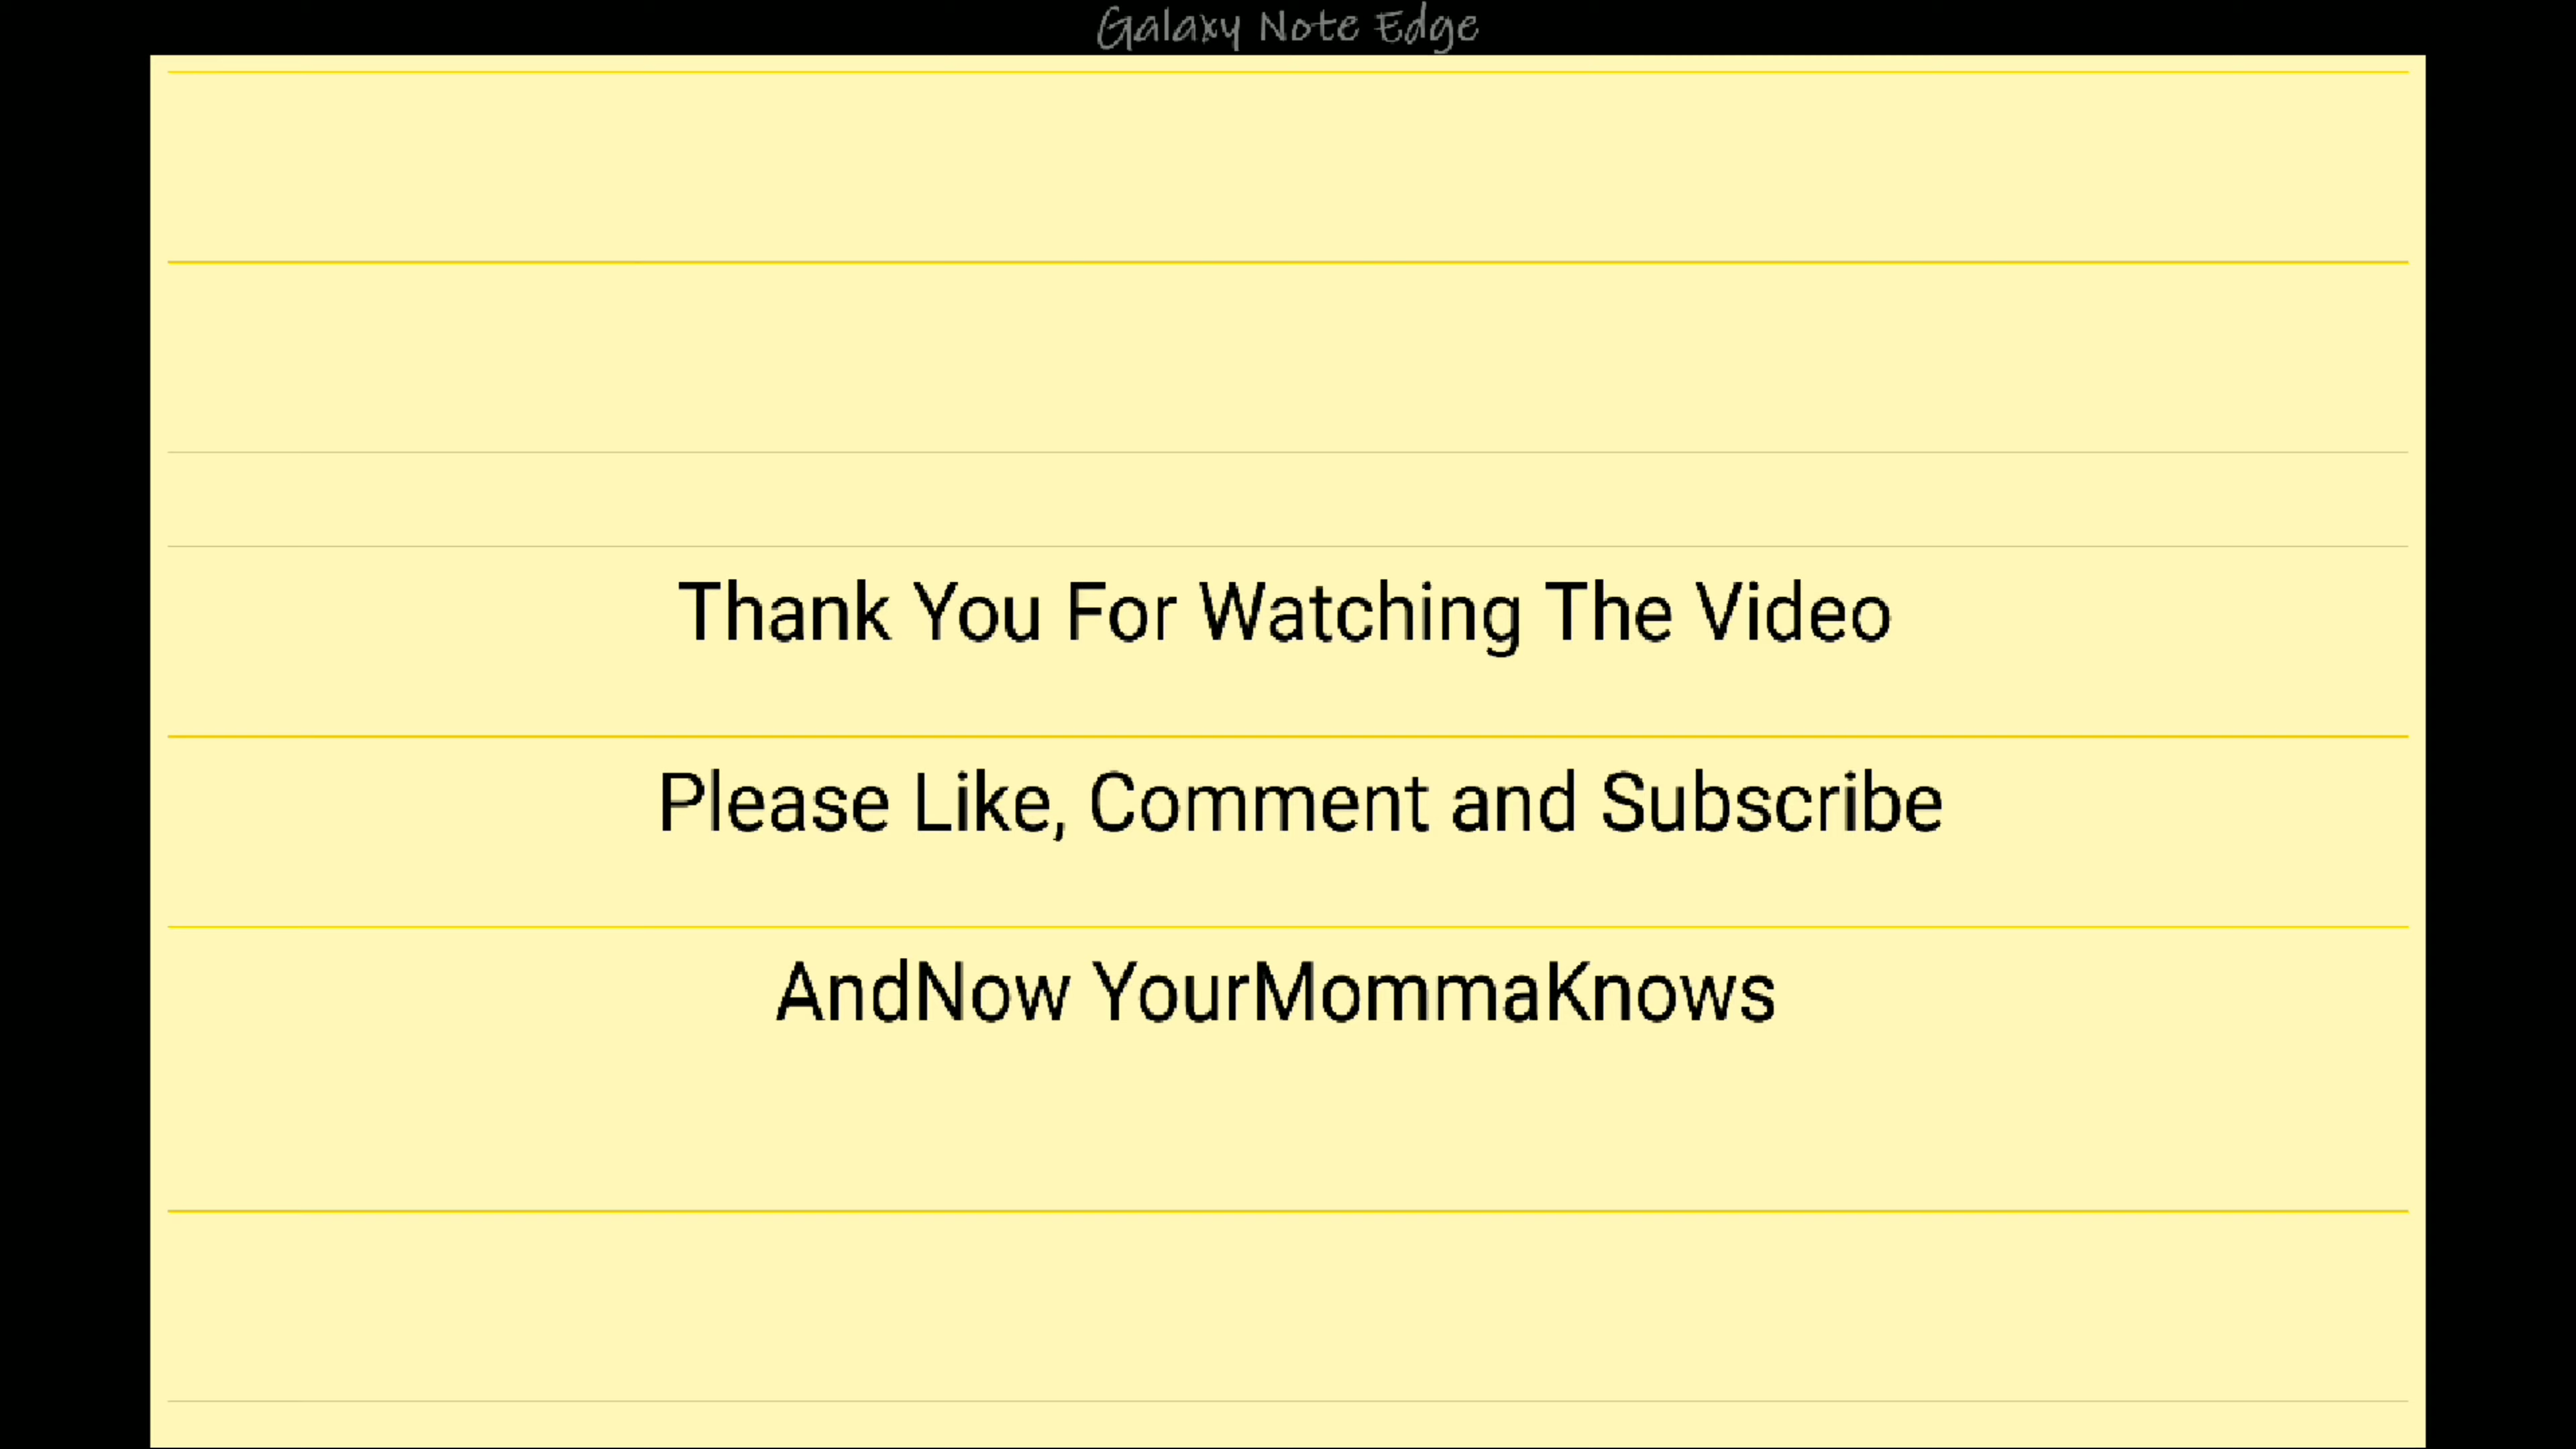 Galaxy Note Edge
Thank You For Watching The Video
Please Like, Comment and Subscribe
AndNow YourMommaKnows